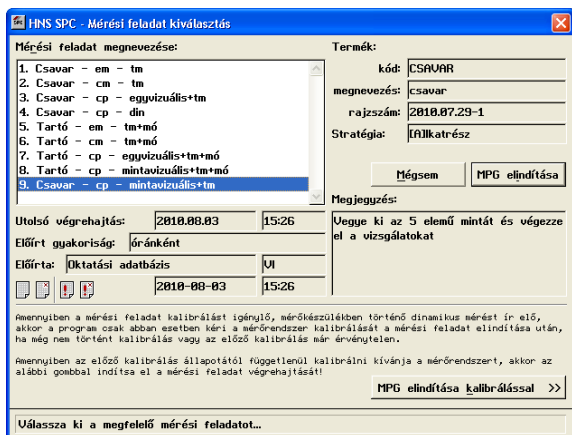 HNS SPC - Mérési feladat kiválasztás
Mérési feladat megnevezése:
1. Csavar - em - tm
2. Csavar - cm - tm
3. Csavar - cp - egyvizuális+tm
4. Csavar - cp - din
5. Tartó - em - tm+mó
6. Tartó - cm - tm+mó
7. Tartó - cp - egyvizuális+tm+mó
8. Tartó - cp - mintavizuális+tm+mó
9. Csavar - cp - mintavizuális+tm
Termék:
kód: CSAVAR
megnevezés: csavar
rajzszám: 2010.07.29-1
Stratégia: [A]lkatrész
Mégsem
MPG elindítása
Utolsó végrehajtás: 2010.08.03 15:26
Előírt gyakoriság: óránként
Előírta: Oktatási adatbázis VI
2010-08-03 15:26
Megjegyzés:
Vegye ki az 5 elemű mintát és végezze
el a vizsgálatokat
Amennyiben a mérési feladat kalibrálást igénylő, mérőkészülékben történő dinamikus mérést ír elő,
akkor a program csak abban esetben kéri a mérőrendszer kalibrálását a mérési feladat elindítása után,
ha még nem történt kalibrálás vagy az előző kalibrálás már érvénytelen.
Amennyiben az előző kalibrálás állapotától függetlenül kalibrálni kívánja a mérőrendszert, akkor az
alábbi gombbal indítsa el a mérési feladat végrehajtását!
MPG elindítása kalibrálással >>
Válassza ki a megfelelő mérési feladatot...